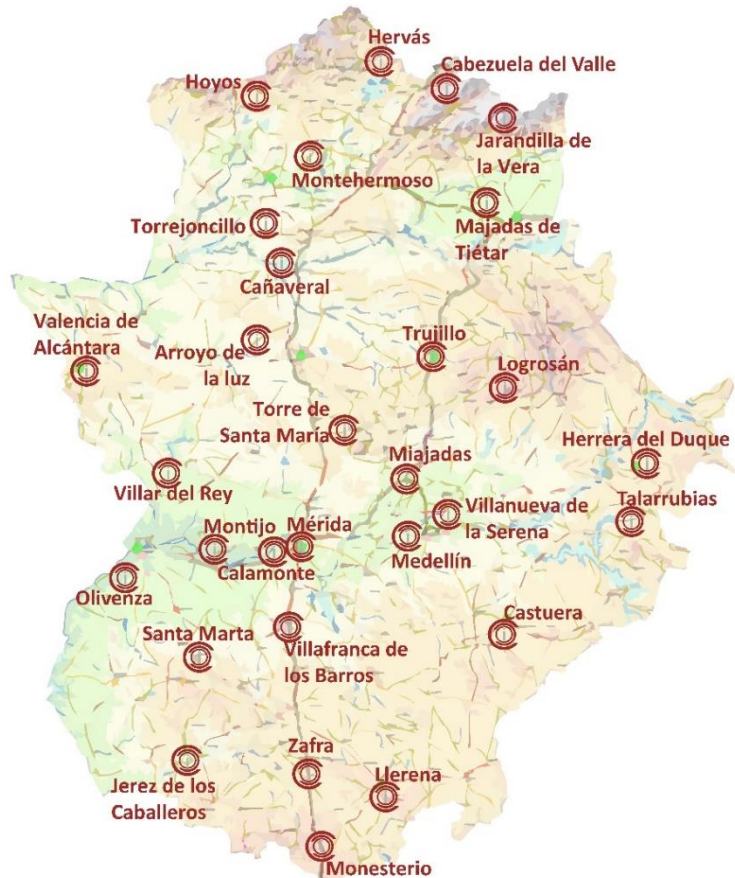 Hervás
Cabezuela del Valle
Hoyos
Jarandilla de
la Vera
Montehermoso
Torrejoncillo
Majadas de
Tiétar
Cañaveral
Valencia de
Alcántara
Arroyo de
la luz
Trujillo
Logrosán
Torre de
Santa María
Miajadas
Herrera del Duque
Villar del Rey
Villanueva de
la Serena
Talarrubias
Montijo
Mérida
Medellín
Calamonte
Olivenza
Santa Marta
Villafranca de
los Barros
Castuera
Zafra
Llerena
Jerez de los
Caballeros
Monesterio